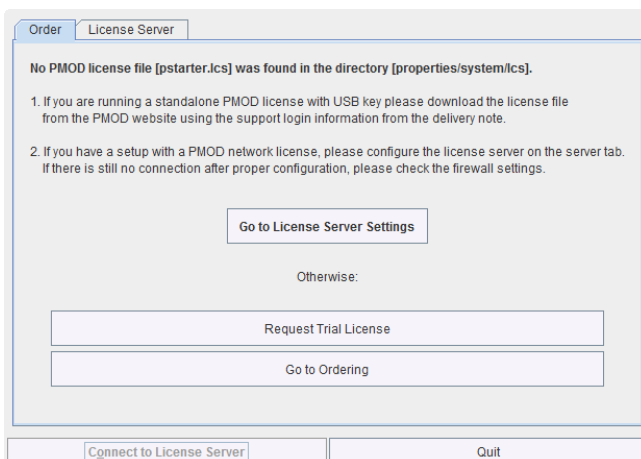 Order
License Server
No PMOD license file [pstarter.lcs] was found in the directory [properties/system/lcs].
1. If you are running a standalone PMOD license with USB key please download the license file
from the PMOD website using the support login information from the delivery note.
2. If you have a setup with a PMOD network license, please configure the license server on the server tab.
If there is still no connection after proper configuration, please check the firewall settings.
Go to License Server Settings
Otherwise:
Request Trial License
Go to Ordering
Connect to License Server
Quit